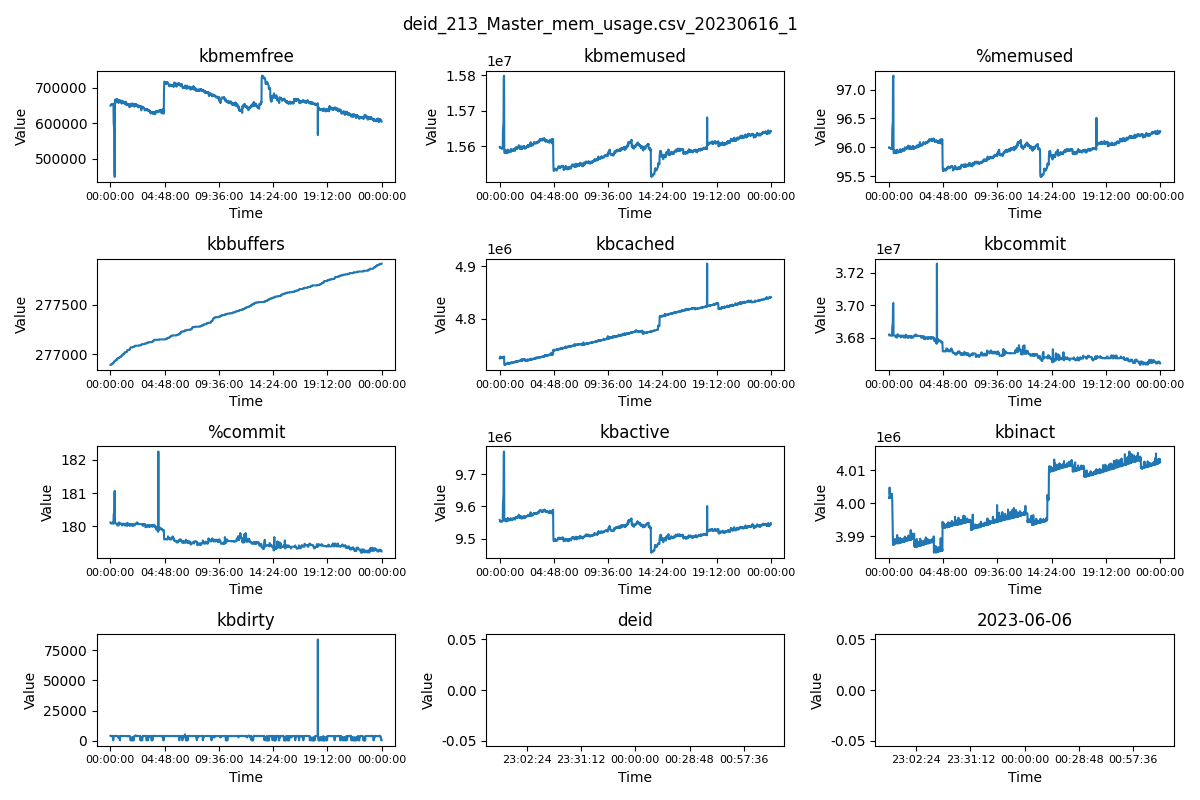 deid_213_Master_mem_usage.csv_20230616_1
kbmemfree
Value
700000
600000
500000
00:00:00 04:48:00 09:36:00 14:24:00 19:12:00 00:00:00
Time
kbmemused
1e7
Value
1.58
1.57
1.56
00:00:00 04:48:00 09:36:00 14:24:00 19:12:00 00:00:00
Time
%memused
Value
97.0
96.5
96.0
95.5
00:00:00 04:48:00 09:36:00 14:24:00 19:12:00 00:00:00
Time
kbbuffers
Value
277500
277000
00:00:00 04:48:00 09:36:00 14:24:00 19:12:00 00:00:00
Time
kbcached
1e6
Value
4.9
4.8
00:00:00 04:48:00 09:36:00 14:24:00 19:12:00 00:00:00
Time
kbcommit
1e7
Value
3.72
3.70
3.68
00:00:00 04:48:00 09:36:00 14:24:00 19:12:00 00:00:00
Time
%commit
Value
182
181
180
00:00:00 04:48:00 09:36:00 14:24:00 19:12:00 00:00:00
Time
kbactive
1e6
Value
9.7
9.6
9.5
00:00:00 04:48:00 09:36:00 14:24:00 19:12:00 00:00:00
Time
kbinact
1e6
Value
4.01
4.00
3.99
00:00:00 04:48:00 09:36:00 14:24:00 19:12:00 00:00:00
Time
kbdirty
Value
75000
50000
25000
0
00:00:00 04:48:00 09:36:00 14:24:00 19:12:00 00:00:00
Time
deid
Value
0.05
0.00
-0.05
23:02:24 23:31:12 00:00:00 00:28:48 00:57:36
Time
2023-06-06
Value
0.05
0.00
-0.05
23:02:24 23:31:12 00:00:00 00:28:48 00:57:36
Time